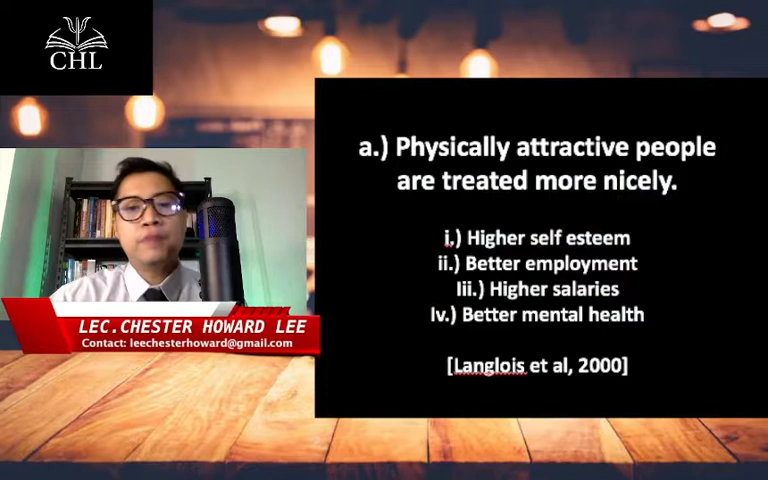 CHL
a.) Physically attractive people
are treated more nicely.
i.) Higher self esteem
ii.) Better employment
Iii.) Higher salaries
Iv.) Better mental health
[Langlois et al, 2000]
LEC.CHESTER HOWARD LEE
Contact: leechesterhoward@gmail.com